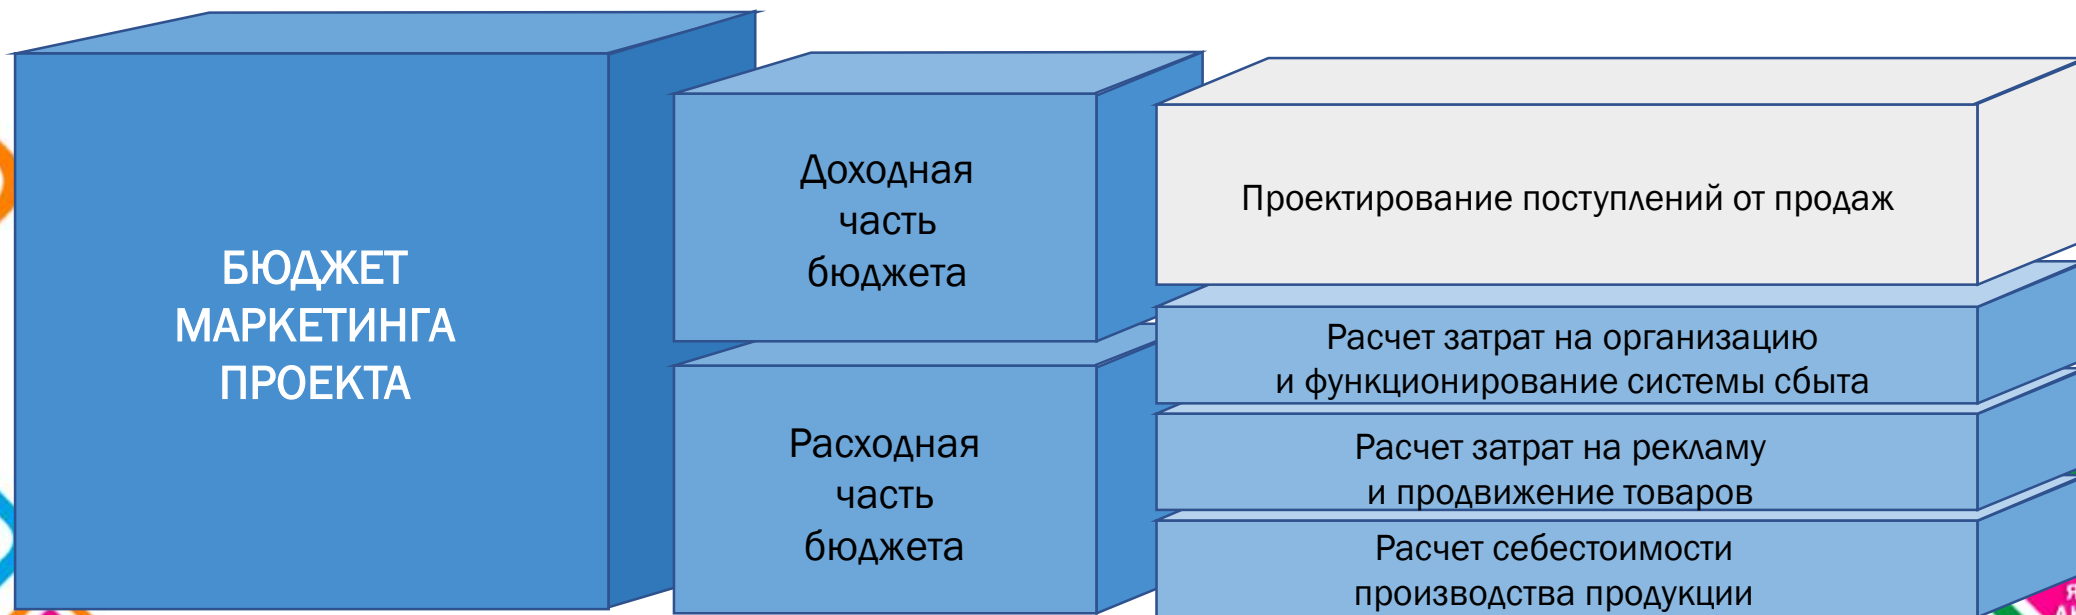 БЮДЖЕТ
МАРКЕТИНГА
ПРОЕКТА
Доходная
часть
бюджета
Расходная
часть
бюджета
Проектирование поступлений от продаж
Расчет затрат на организацию
и функционирование системы сбыта
Расчет затрат на рекламу
и продвижение товаров
Расчет себестоимости
производства продукции